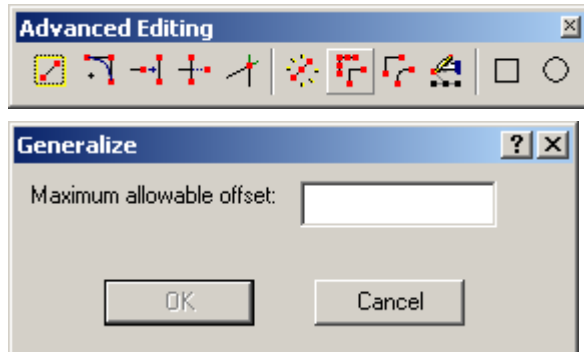 Advanced Editing
Generalize
Maximum allowable offset:
OK
Cancel